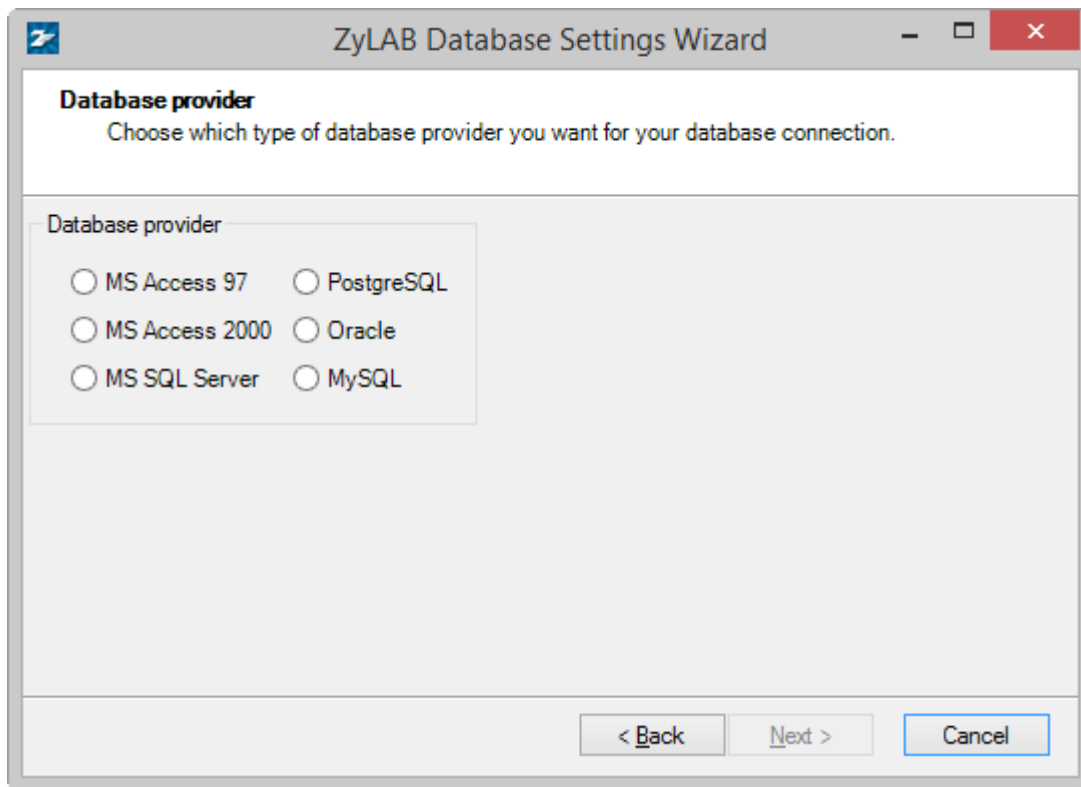 ZyLAB Database Settings Wizard
Database provider
Choose which type of database provider you want for your database connection.
Database provider
MS Access 97 PostgreSQL
MS Access 2000 Oracle
MS SQL Server MySQL
< Back Next > Cancel